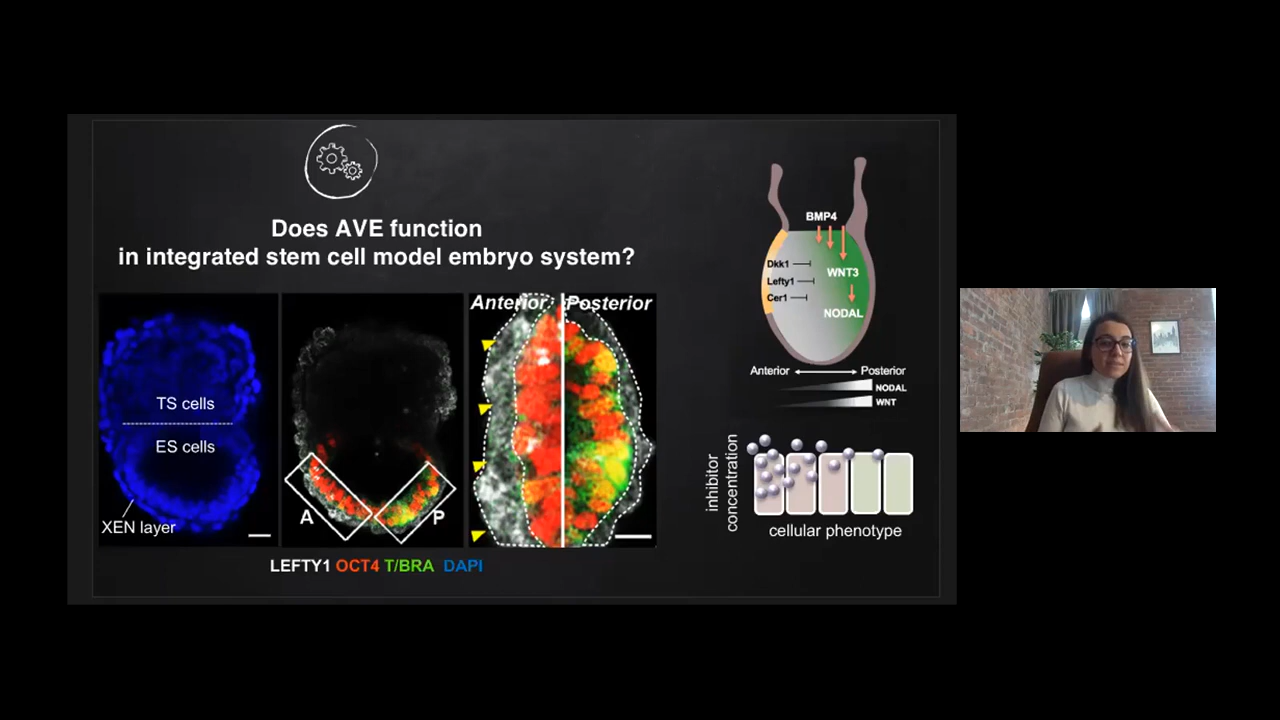 Does AVE function
in integrated stem cell model embryo system?
TS cells
ES cells
XEN layer
A
P
Anterior
Posterior
LEFTY1 OCT4 T/BRA DAPI
BMP4
Dkk1
Lefty1
Cer1
WNT3
NODAL
Anterior
Posterior
NODAL
WNT
inhibitor
concentration
cellular phenotype